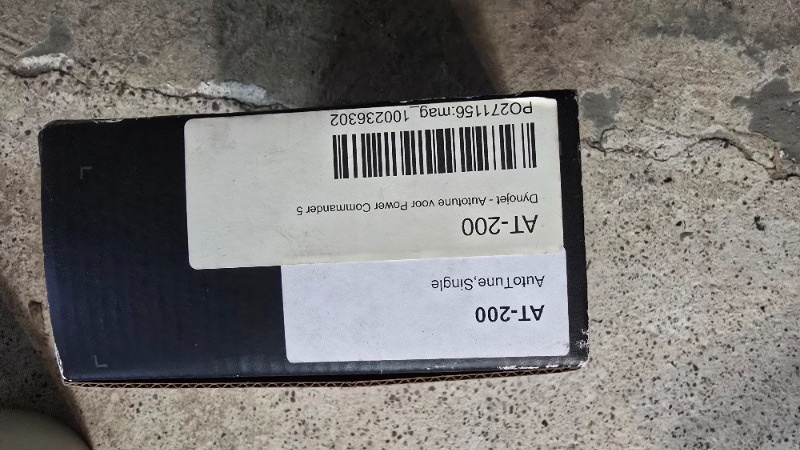 AT-200
AutoTune,Single
AT-200
Dynojet - Autotune voor Power Commander 5
PO271156:mag_100236302